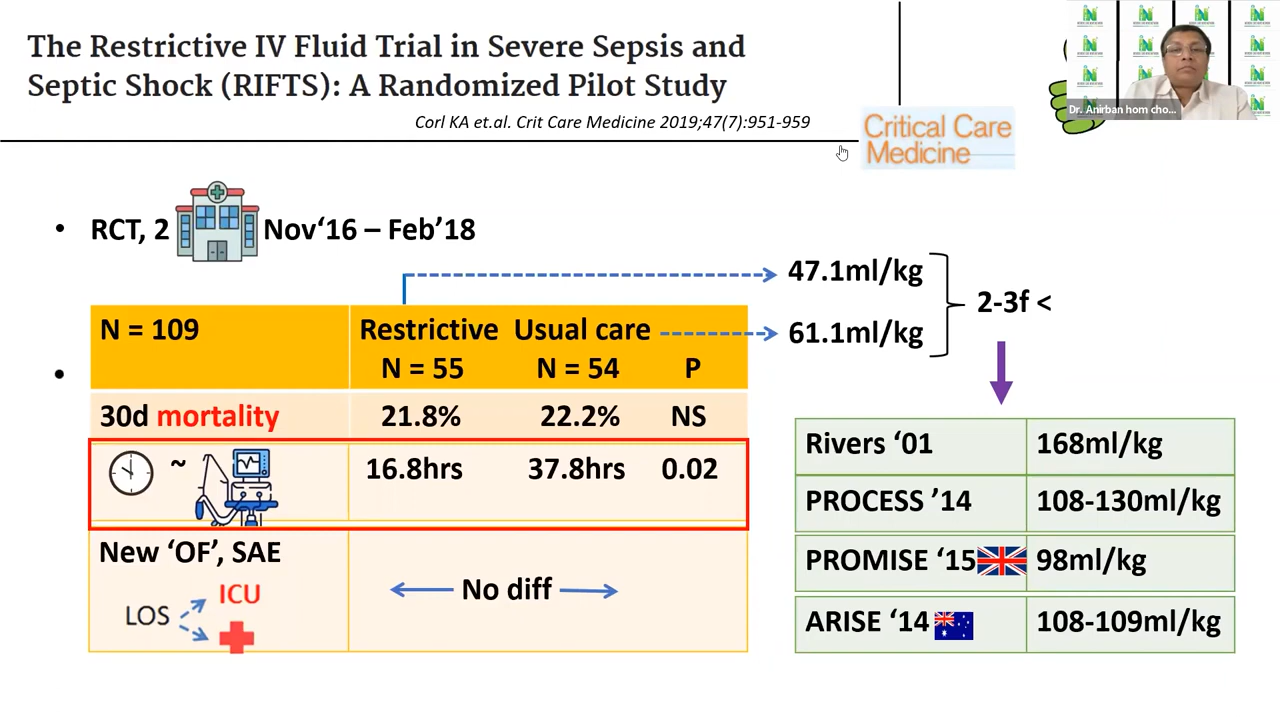 The Restrictive IV Fluid Trial in Severe Sepsis and
Septic Shock (RIFTS): A Randomized Pilot Study
Corl KA et.al. Crit Care Medicine 2019;47(7):951-959
Critical Care
Medicine
Dr. Anirban hom cho...
• RCT, 2 Nov‘16 – Feb’18
47.1ml/kg
61.1ml/kg
2-3f <
•
N = 109 Restrictive Usual care
N = 55 N = 54 P
30d mortality 21.8% 22.2% NS
~ 16.8hrs 37.8hrs 0.02
New ‘OF’, SAE
No diff
LOS ICU
Rivers ‘01 168ml/kg
PROCESS ’14 108-130ml/kg
PROMISE ‘15 98ml/kg
ARISE ‘14 108-109ml/kg